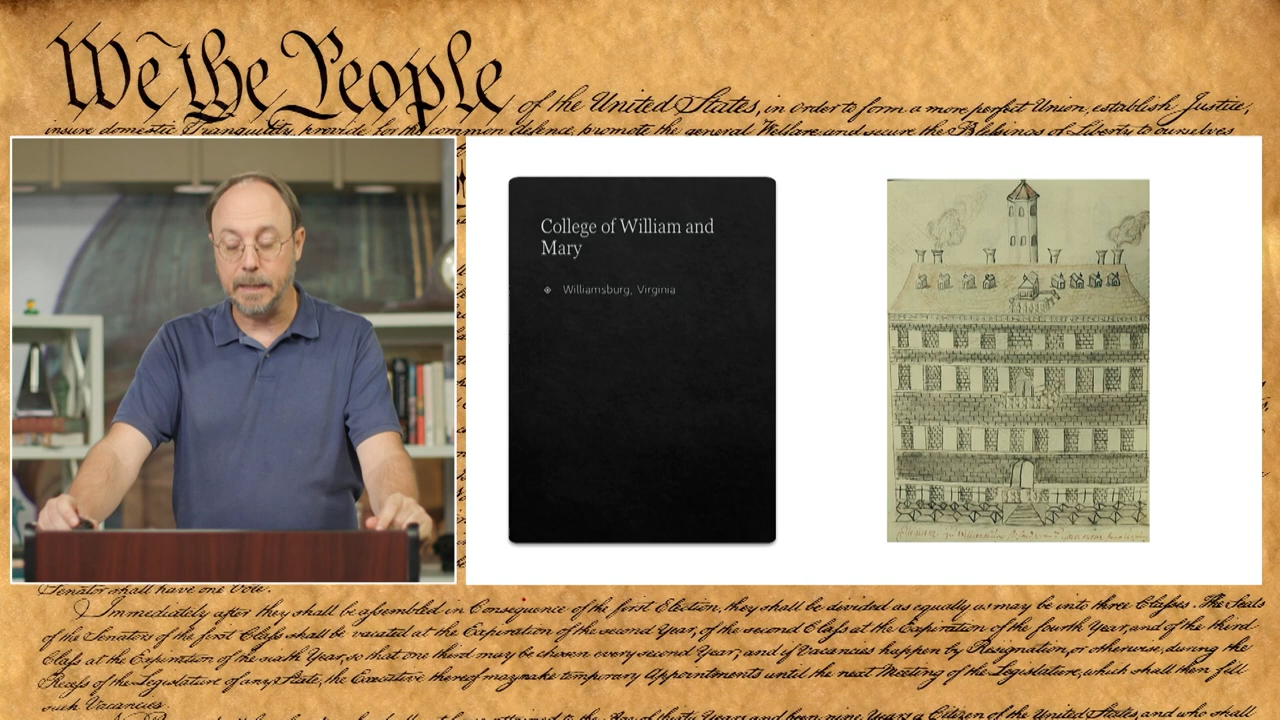 We the People of the United States, in order to form a more perfect Union, establish Justice,
insure domestic Tranquility, provide for the common defence, promote the general Welfare and secure the Blessings of Liberty to ourselves
College of William and
Mary
Williamsburg, Virginia
Senator shall have one Vote.
Immediately after they shall be assembled in Consequence of the first Election, they shall be divided as equally as may be into three Classes. The Seats
of the Senators of the first Class shall be vacated at the Expiration of the second Year, of the second Class at the Expiration of the fourth Year, and of the third
Class at the Expiration of the sixth Year, so that one third may be chosen every second Year; and if Vacancies happen by Resignation, or otherwise, during the
Recess of the Legislature of any State, the Executive thereof may make temporary Appointments until the next Meeting of the Legislature, which shall then fill
such Vacancies.